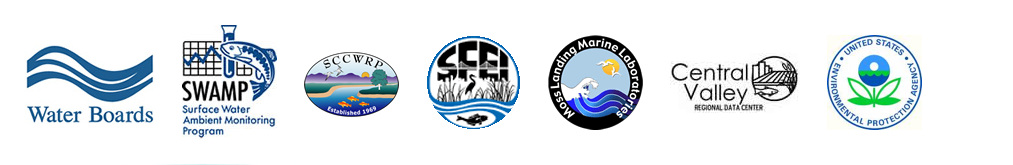 Water Boards
SWAMP
Surface Water
Ambient Monitoring
Program
SCCWRP
Established 1969
SFEI
Moss Landing Marine Laboratories
Central
Valley
REGIONAL DATA CENTER
UNITED STATES
ENVIRONMENTAL PROTECTION AGENCY